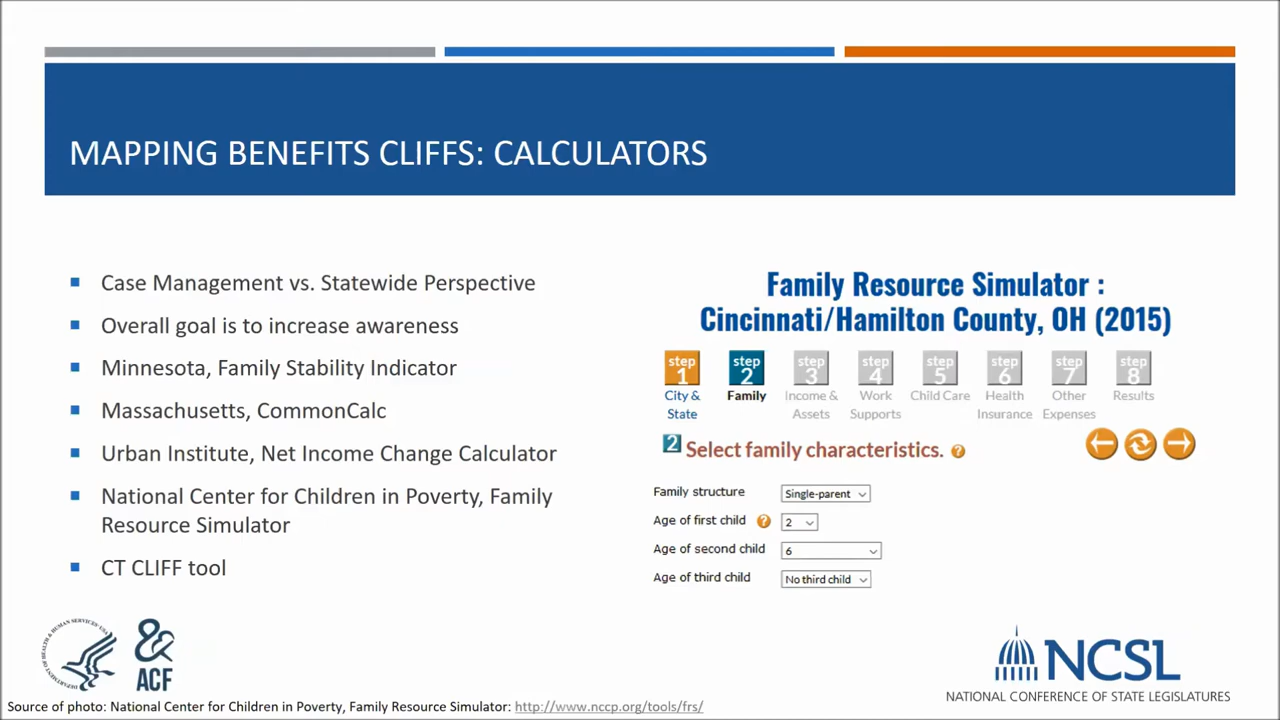 MAPPING BENEFITS CLIFFS: CALCULATORS
Case Management vs. Statewide Perspective
Overall goal is to increase awareness
Minnesota, Family Stability Indicator
Massachusetts, CommonCalc
Urban Institute, Net Income Change Calculator
National Center for Children in Poverty, Family
Resource Simulator
CT CLIFF tool
Family Resource Simulator :
Cincinnati/Hamilton County, OH (2015)
step 1 step 2 step 3 step 4 step 5 step 6 step 7 step 8
City & State Family Income & Assets Work Supports Child Care Health Insurance Other Expenses Results
2 Select family characteristics. ?
Family structure Single-parent
Age of first child ? 2
Age of second child 6
Age of third child No third child
DEPARTMENT OF HEALTH & HUMAN SERVICES·USA
& ACF
NCSL
NATIONAL CONFERENCE OF STATE LEGISLATURES
Source of photo: National Center for Children in Poverty, Family Resource Simulator: http://www.nccp.org/tools/frs/